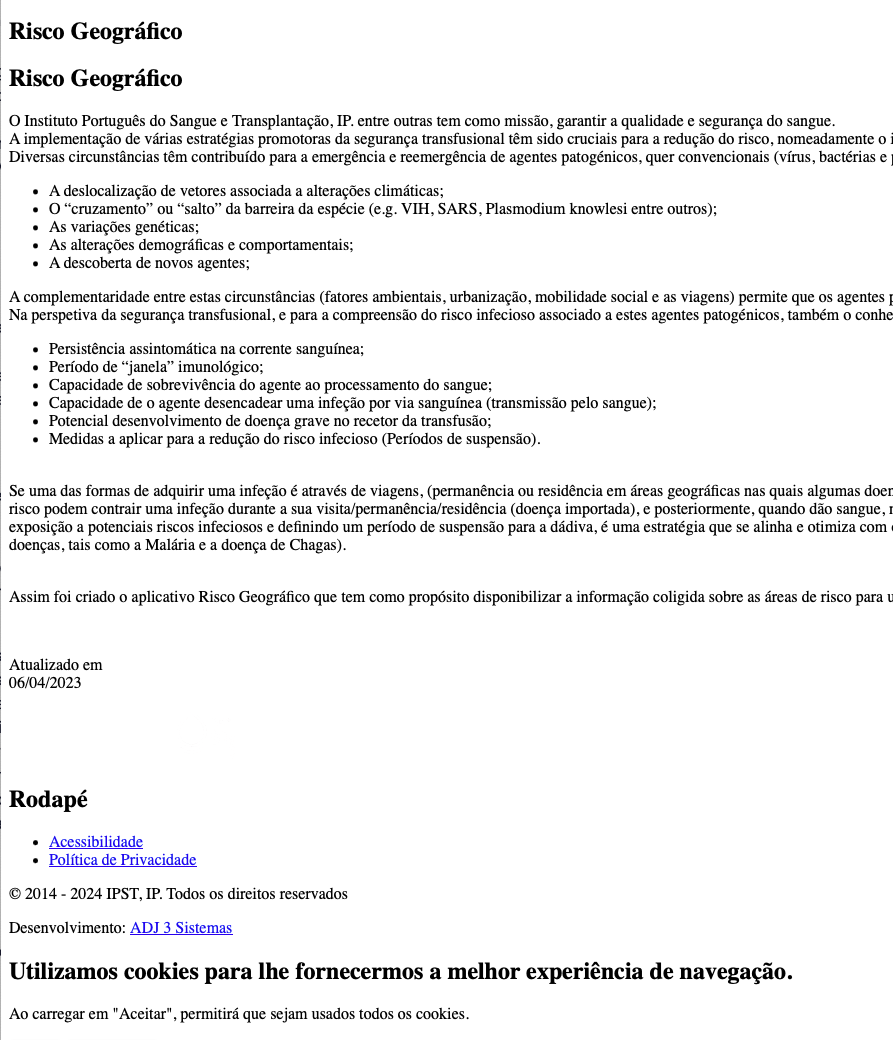 Risco Geográfico
Risco Geográfico
O Instituto Português do Sangue e Transplantação, IP. entre outras tem como missão, garantir a qualidade e segurança do sangue.
A implementação de várias estratégias promotoras da segurança transfusional têm sido cruciais para a redução do risco, nomeadamente o
Diversas circunstâncias têm contribuído para a emergência e reemergência de agentes patogénicos, quer convencionais (vírus, bactérias e
• A deslocalização de vetores associada a alterações climáticas;
• O “cruzamento” ou “salto” da barreira da espécie (e.g. VIH, SARS, Plasmodium knowlesi entre outros);
• As variações genéticas;
• As alterações demográficas e comportamentais;
• A descoberta de novos agentes;
A complementaridade entre estas circunstâncias (fatores ambientais, urbanização, mobilidade social e as viagens) permite que os agentes
Na perspetiva da segurança transfusional, e para a compreensão do risco infecioso associado a estes agentes patogénicos, também o conhe
• Persistência assintomática na corrente sanguínea;
• Período de “janela” imunológico;
• Capacidade de sobrevivência do agente ao processamento do sangue;
• Capacidade de o agente desencadear uma infeção por via sanguínea (transmissão pelo sangue);
• Potencial desenvolvimento de doença grave no recetor da transfusão;
• Medidas a aplicar para a redução do risco infecioso (Períodos de suspensão).
Se uma das formas de adquirir uma infeção é através de viagens, (permanência ou residência em áreas geográficas nas quais algumas doen
risco podem contrair uma infeção durante a sua visita/permanência/residência (doença importada), e posteriormente, quando dão sangue,
exposição a potenciais riscos infeciosos e definindo um período de suspensão para a dádiva, é uma estratégia que se alinha e otimiza com
doenças, tais como a Malária e a doença de Chagas).
Assim foi criado o aplicativo Risco Geográfico que tem como propósito disponibilizar a informação coligida sobre as áreas de risco para
Atualizado em
06/04/2023
Rodapé
• Acessibilidade
• Política de Privacidade
© 2014 - 2024 IPST, IP. Todos os direitos reservados
Desenvolvimento: ADJ 3 Sistemas
Utilizamos cookies para lhe fornecermos a melhor experiência de navegação.
Ao carregar em "Aceitar", permitirá que sejam usados todos os cookies.